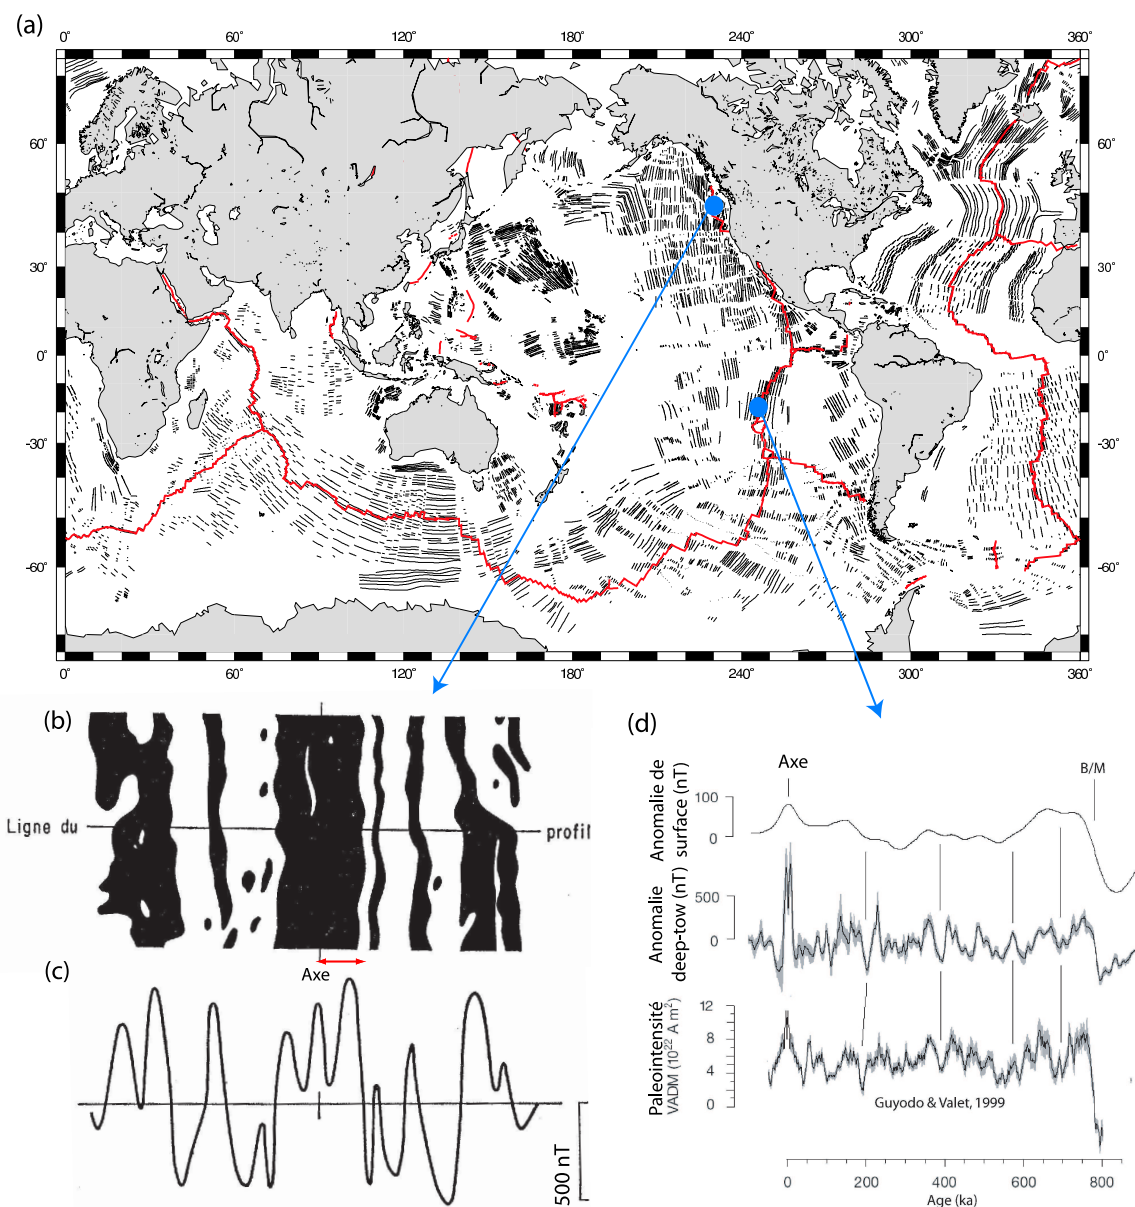 (a)
0° 60° 120° 180° 240° 300° 360°
60° 60°
30° 30°
0° 0°
-30° -30°
-60° -60°
0° 60° 120° 180° 240° 300° 360°
(b)
Ligne du profil
Axe
(c)
500 nT
(d)
Axe
B/M
Anomalie de
surface (nT)
100
0
Anomalie
deep-tow (nT)
500
0
Paleointensité
VADM (10²² A m²)
12
8
4
0
Guyodo & Valet, 1999
0 200 400 600 800
Age (ka)